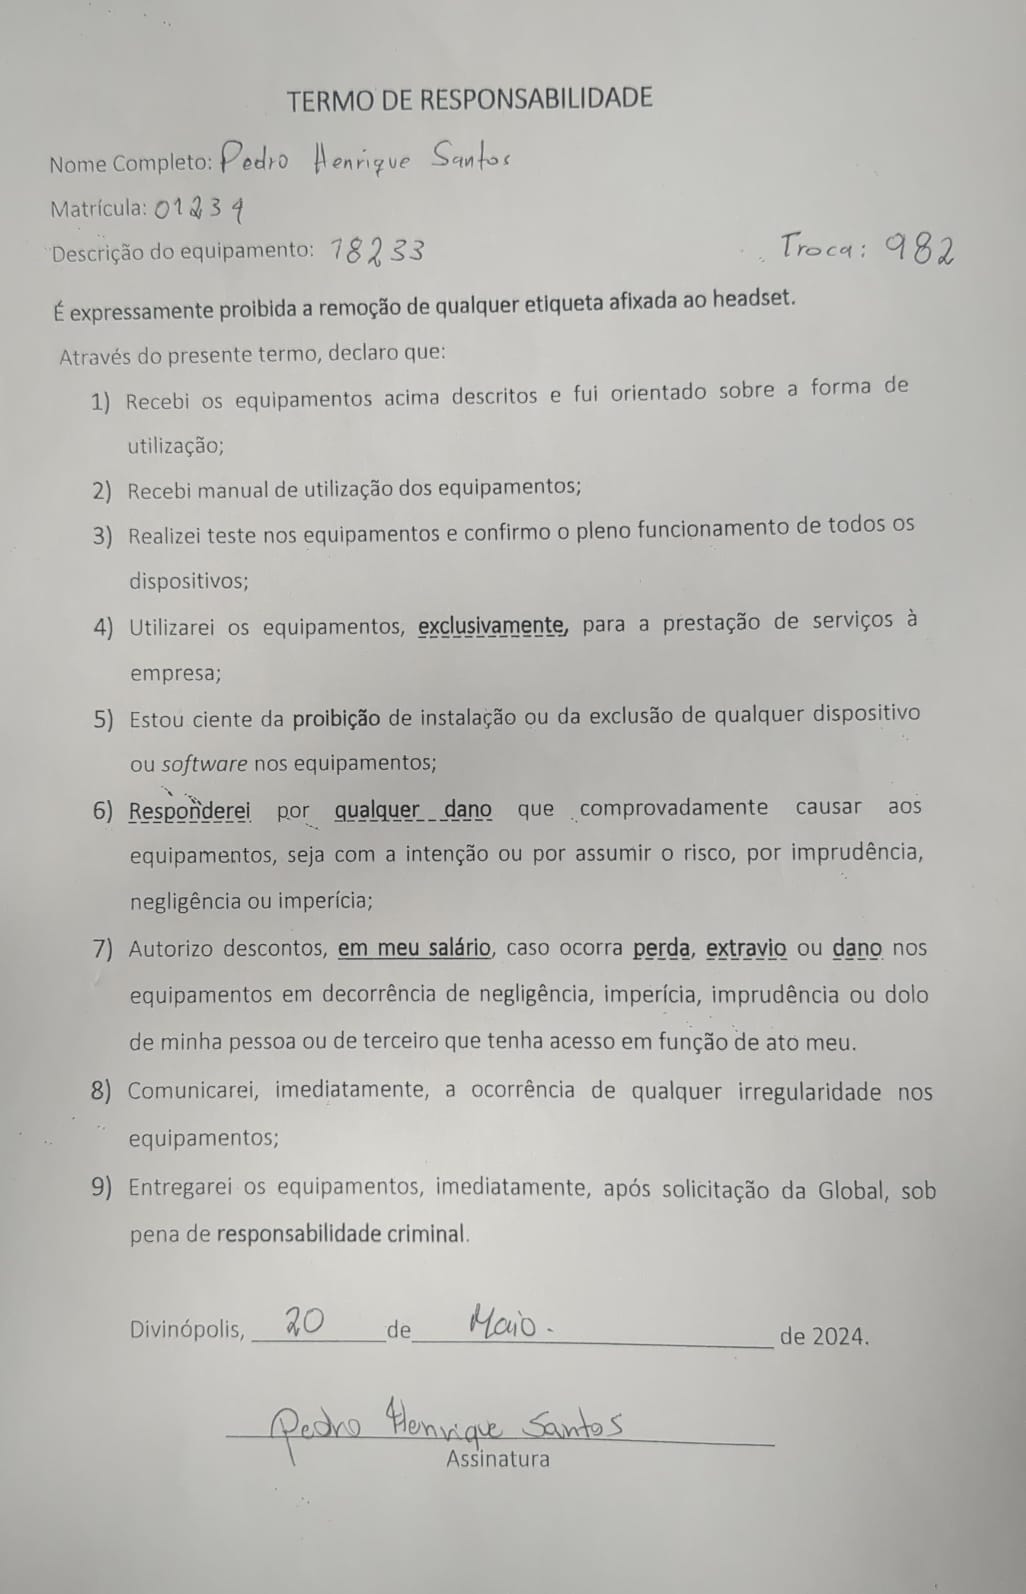 TERMO DE RESPONSABILIDADE
Nome Completo: Pedro Henrique Santos
Matrícula: 01239
Descrição do equipamento: 18233 Troca: 982
É expressamente proibida a remoção de qualquer etiqueta afixada ao headset.
Através do presente termo, declaro que:
1) Recebi os equipamentos acima descritos e fui orientado sobre a forma de
utilização;
2) Recebi manual de utilização dos equipamentos;
3) Realizei teste nos equipamentos e confirmo o pleno funcionamento de todos os
dispositivos;
4) Utilizarei os equipamentos, exclusivamente, para a prestação de serviços à
empresa;
5) Estou ciente da proibição de instalação ou da exclusão de qualquer dispositivo
ou software nos equipamentos;
6) Responderei por qualquer dano que comprovadamente causar aos
equipamentos, seja com a intenção ou por assumir o risco, por imprudência,
negligência ou imperícia;
7) Autorizo descontos, em meu salário, caso ocorra perda, extravio ou dano nos
equipamentos em decorrência de negligência, imperícia, imprudência ou dolo
de minha pessoa ou de terceiro que tenha acesso em função de ato meu.
8) Comunicarei, imediatamente, a ocorrência de qualquer irregularidade nos
equipamentos;
9) Entregarei os equipamentos, imediatamente, após solicitação da Global, sob
pena de responsabilidade criminal.
Divinópolis, 20 de Maio. de 2024.
Pedro Henrique Santos
Assinatura